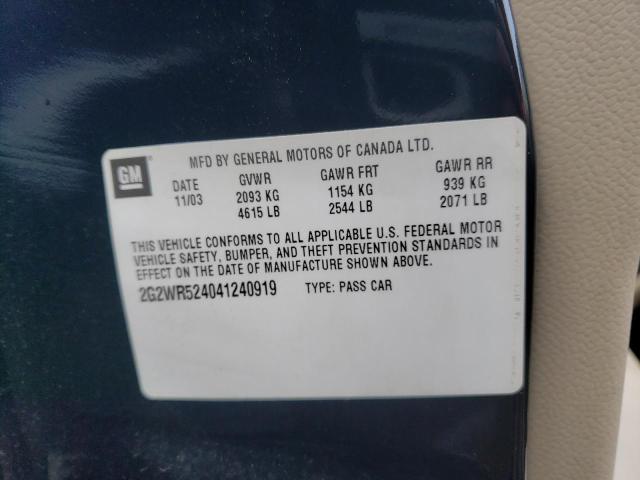 GM
MFD BY GENERAL MOTORS OF CANADA LTD.
DATE GVWR GAWR FRT GAWR RR
11/03 2093 KG 1154 KG 939 KG
4615 LB 2544 LB 2071 LB
THIS VEHICLE CONFORMS TO ALL APPLICABLE U.S. FEDERAL MOTOR
VEHICLE SAFETY, BUMPER, AND THEFT PREVENTION STANDARDS IN
EFFECT ON THE DATE OF MANUFACTURE SHOWN ABOVE.
2G2WR524041240919 TYPE: PASS CAR